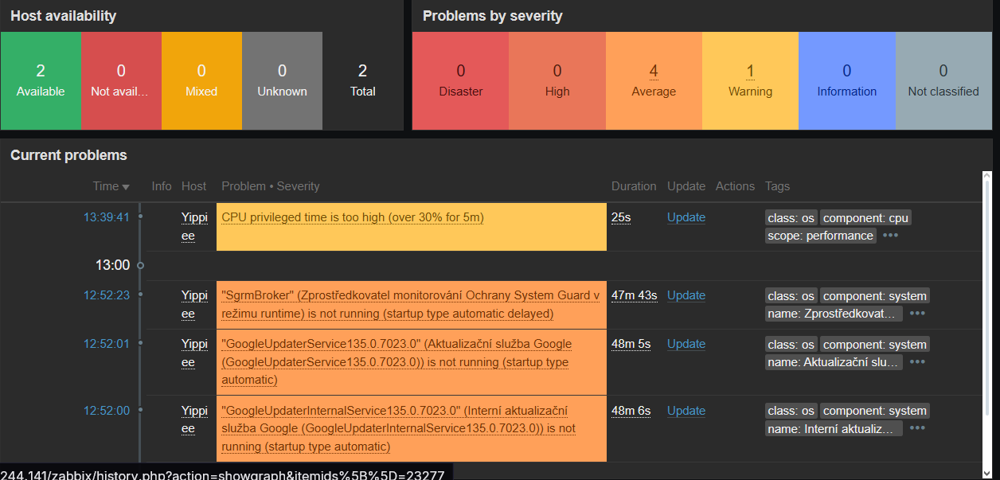 Host availability
Problems by severity
2
0
0
0
2
Available
Not avail...
Mixed
Unknown
Total
0
0
4
1
0
0
Disaster
High
Average
Warning
Information
Not classified
Current problems
Time Info Host Problem • Severity Duration Update Actions Tags
13:39:41 Yippi CPU privileged time is too high (over 30% for 5m) 25s Update class: os component: cpu
ee scope: performance •••
13:00
12:52:23 Yippi "SgrmBroker" (Zprostředkovatel monitorování Ochrany System Guard v 47m 43s Update class: os component: system
ee režimu runtime) is not running (startup type automatic delayed) name: Zprostředkovat... •••
12:52:01 Yippi "GoogleUpdaterService135.0.7023.0" (Aktualizační služba Google 48m 5s Update class: os component: system
ee (GoogleUpdaterService135.0.7023.0)) is not running (startup type name: Aktualizační slu... •••
automatic)
12:52:00 Yippi "GoogleUpdaterInternalService135.0.7023.0" (Interní aktualizační 48m 6s Update class: os component: system
ee služba Google (GoogleUpdaterInternalService135.0.7023.0)) is not name: Interní aktualiz... •••
running (startup type automatic)
244.141/zabbix/history.php?action=showgraph&itemids%5B%5D=23277